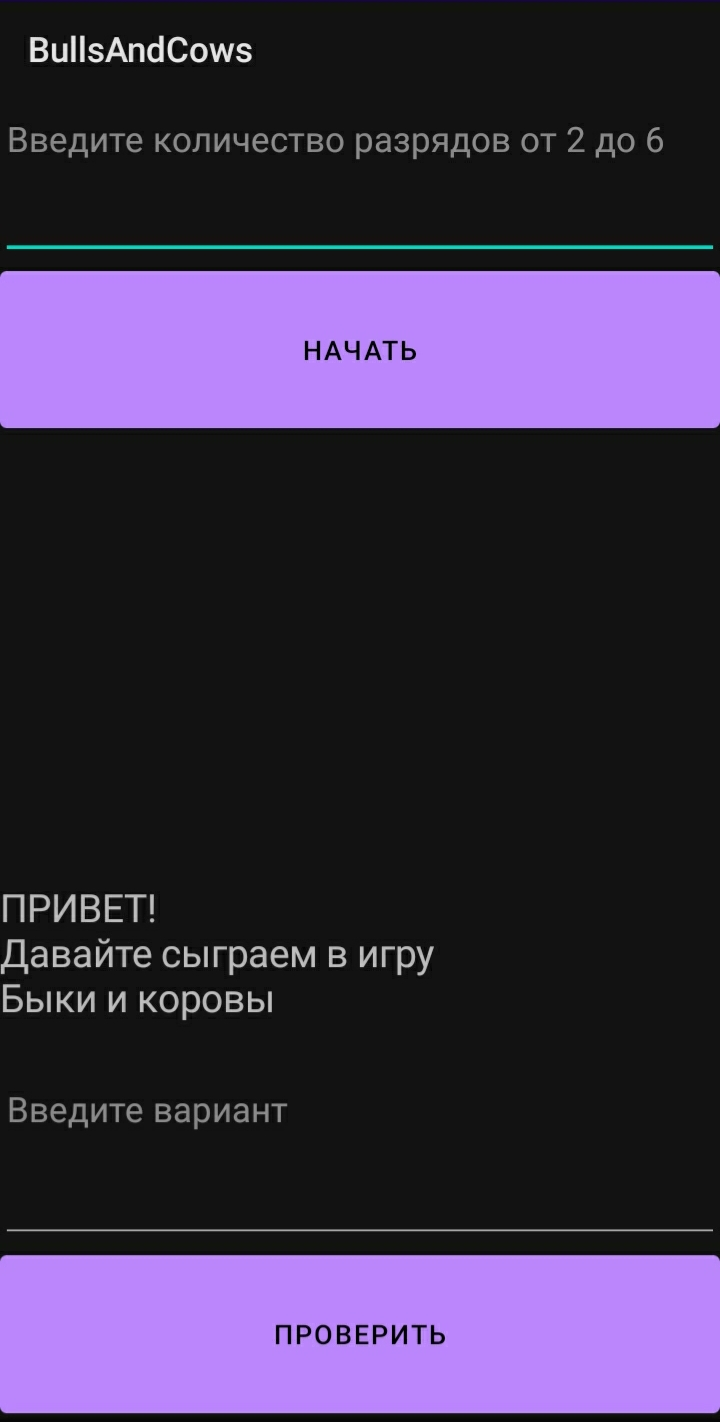 BullsAndCows
Введите количество разрядов от 2 до 6
НАЧАТЬ
ПРИВЕТ!
Давайте сыграем в игру
Быки и коровы
Введите вариант
ПРОВЕРИТЬ